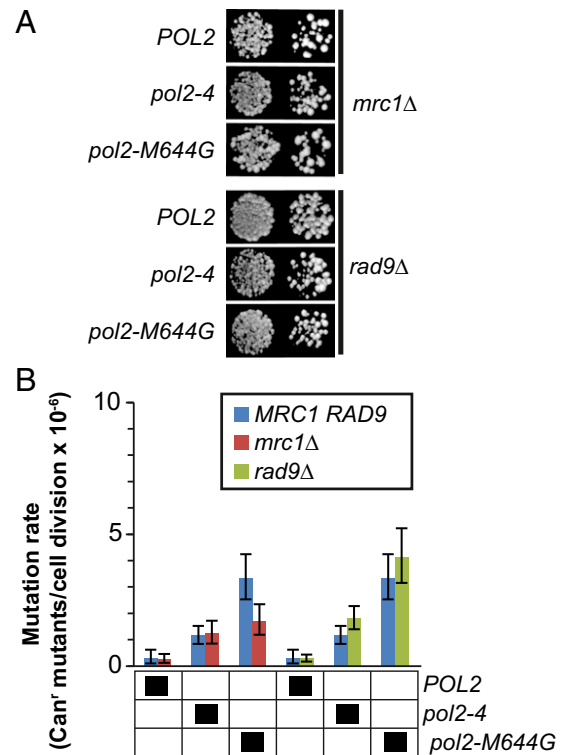 A
POL2
pol2-4
pol2-M644G
mrc1Δ
POL2
pol2-4
pol2-M644G
rad9Δ
B
Mutation rate
(Canʳ mutants/cell division x 10⁻⁶)
10
5
0
MRC1 RAD9
mrc1Δ
rad9Δ
POL2
pol2-4
pol2-M644G